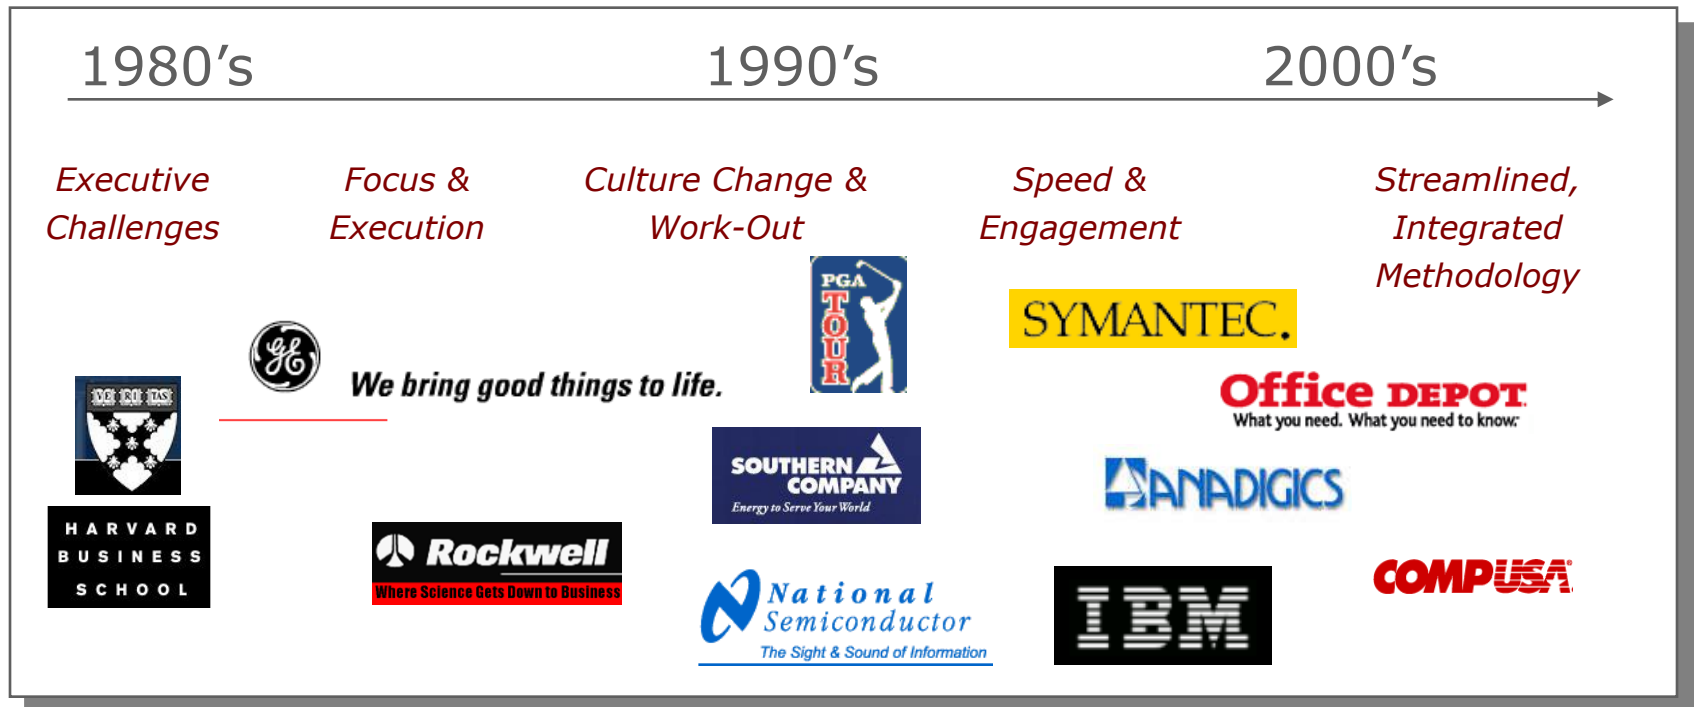 1980’s 1990’s 2000’s
Executive
Challenges
Focus &
Execution
Culture Change &
Work-Out
Speed &
Engagement
Streamlined,
Integrated
Methodology
PGA
TOUR
SYMANTEC.
GE
We bring good things to life.
VE RI TAS
Office DEPOT
What you need. What you need to know.
SOUTHERN
COMPANY
Energy to Serve Your World
ANADIGICS
HARVARD
BUSINESS
SCHOOL
Rockwell
Where Science Gets Down to Business
National
Semiconductor
The Sight & Sound of Information
IBM
COMPUSA